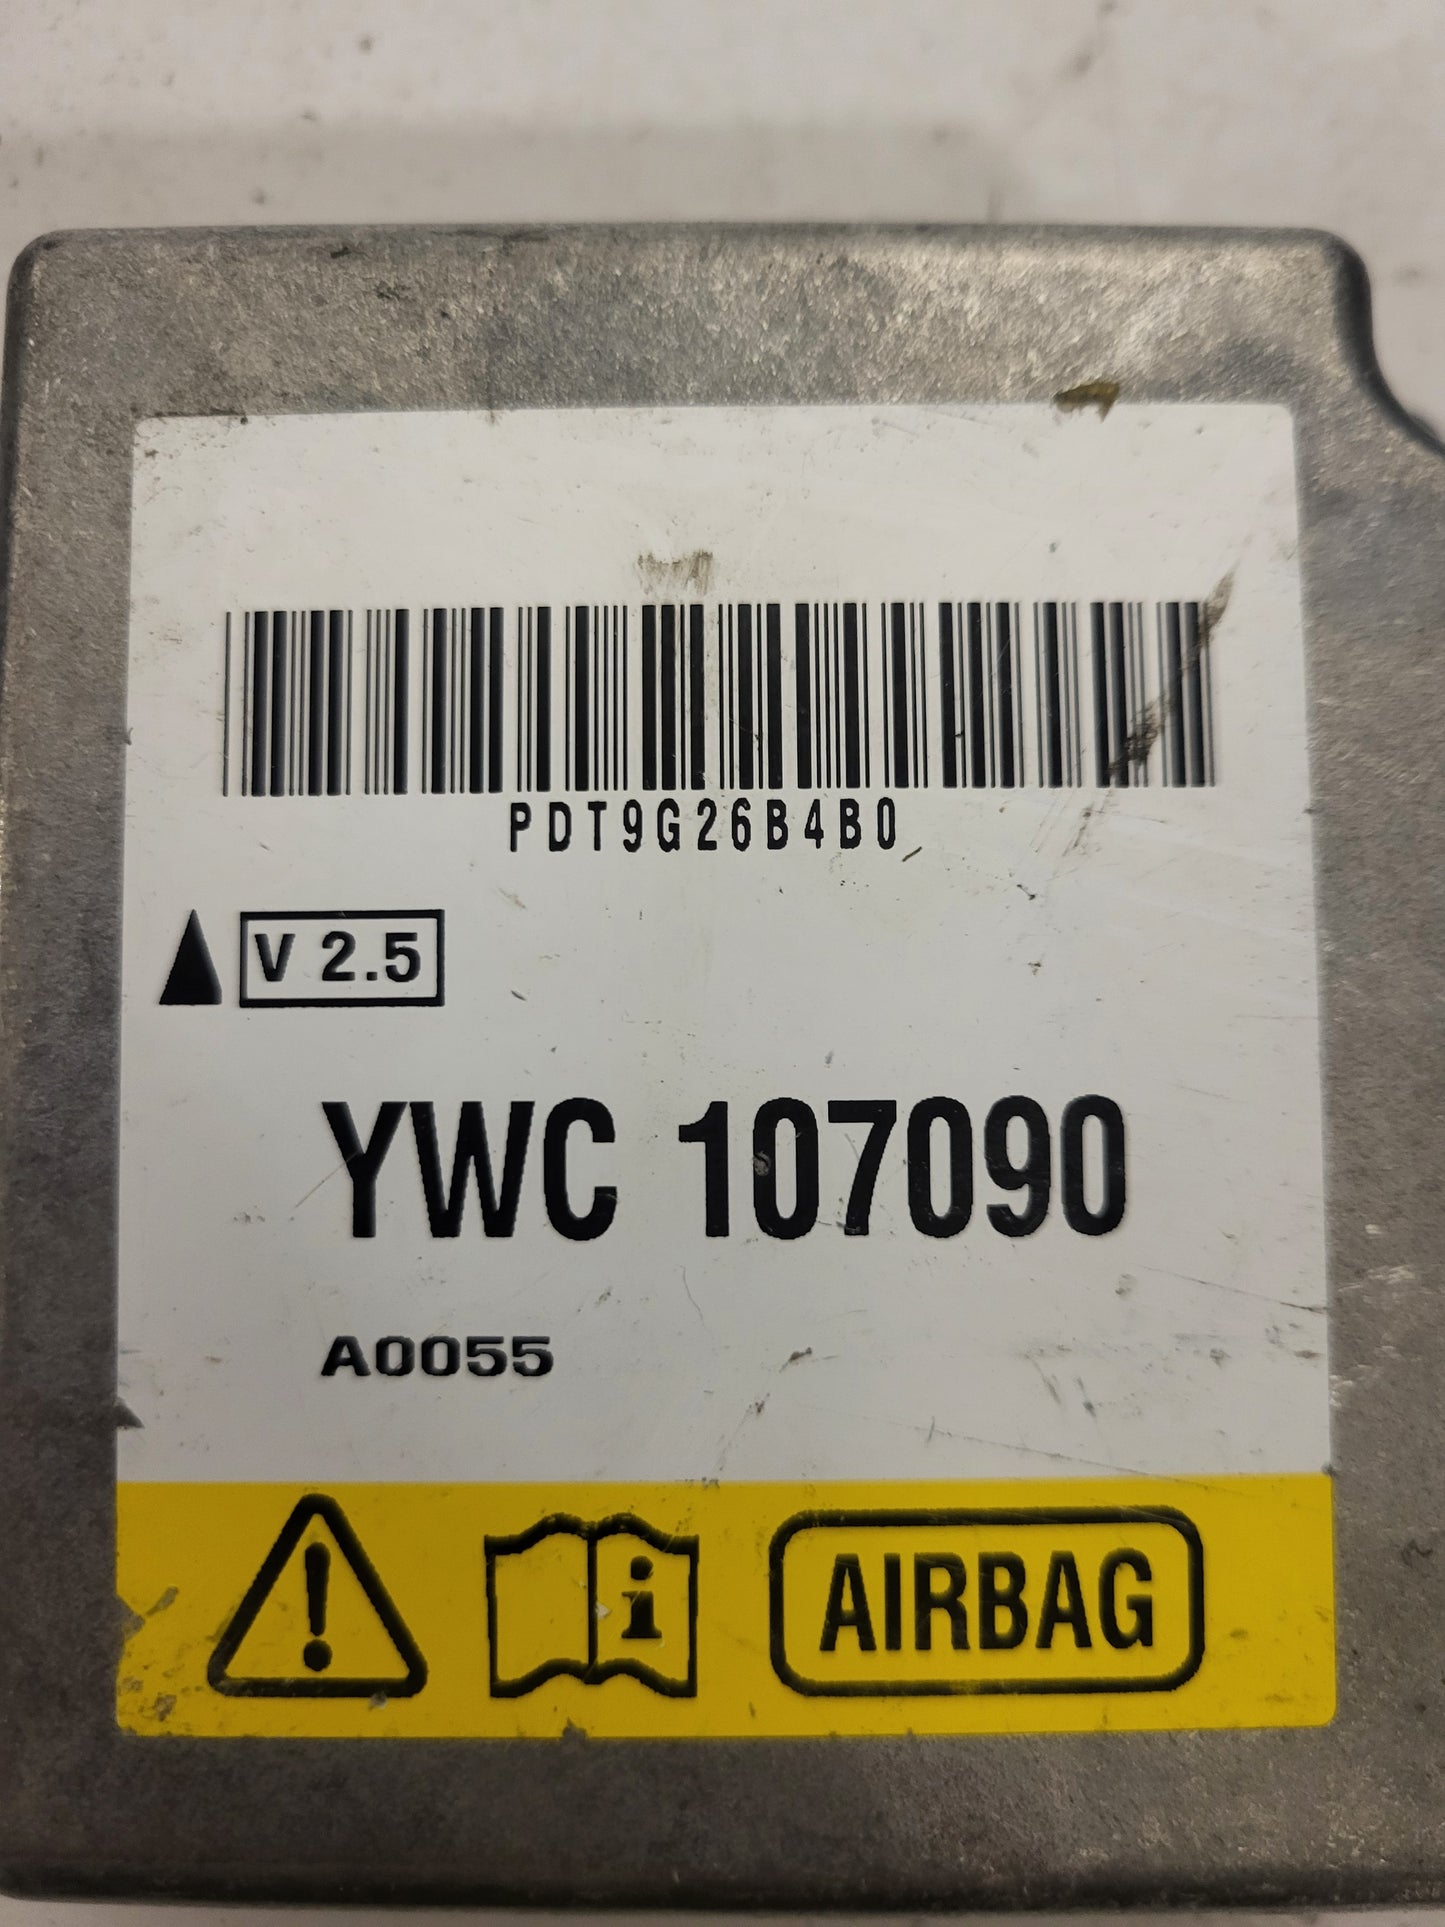 PDT9G26B4B0
V 2.5
YWC 107090
A0055
! i AIRBAG